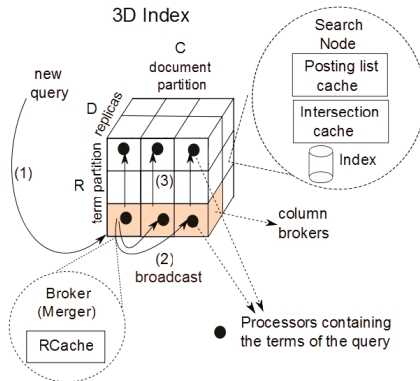 3D Index
C
document
partition
new
query
D
replicas
(1)
R
term partition
(3)
(2)
broadcast
Search
Node
Posting list
cache
Intersection
cache
Index
column
brokers
Broker
(Merger)
RCache
Processors containing
the terms of the query